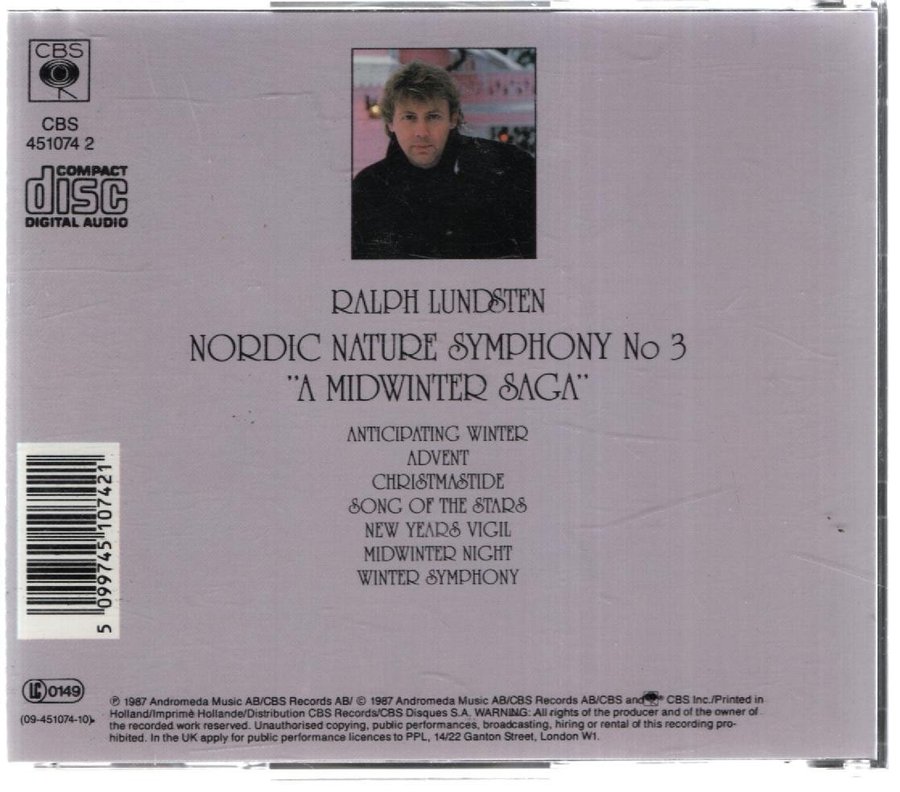 CBS
CBS
451074 2
COMPACT
disc
DIGITAL AUDIO
RALPH LUNDSTEN
NORDIC NATURE SYMPHONY No 3
"A MIDWINTER SAGA"
ANTICIPATING WINTER
ADVENT
CHRISTMASTIDE
SONG OF THE STARS
NEW YEARS VIGIL
MIDWINTER NIGHT
WINTER SYMPHONY
5 099745 107421
LC 0149
(09-451074-10)
℗ 1987 Andromeda Music AB/CBS Records AB/ © 1987 Andromeda Music AB/CBS Records AB/CBS and ® CBS Inc./Printed in
Holland/Imprimé Hollande/Distribution CBS Records/CBS Disques S.A. WARNING: All rights of the producer and of the owner of
the recorded work reserved. Unauthorised copying, public performances, broadcasting, hiring or rental of this recording pro-
hibited. In the UK apply for public performance licences to PPL, 14/22 Ganton Street, London W1.